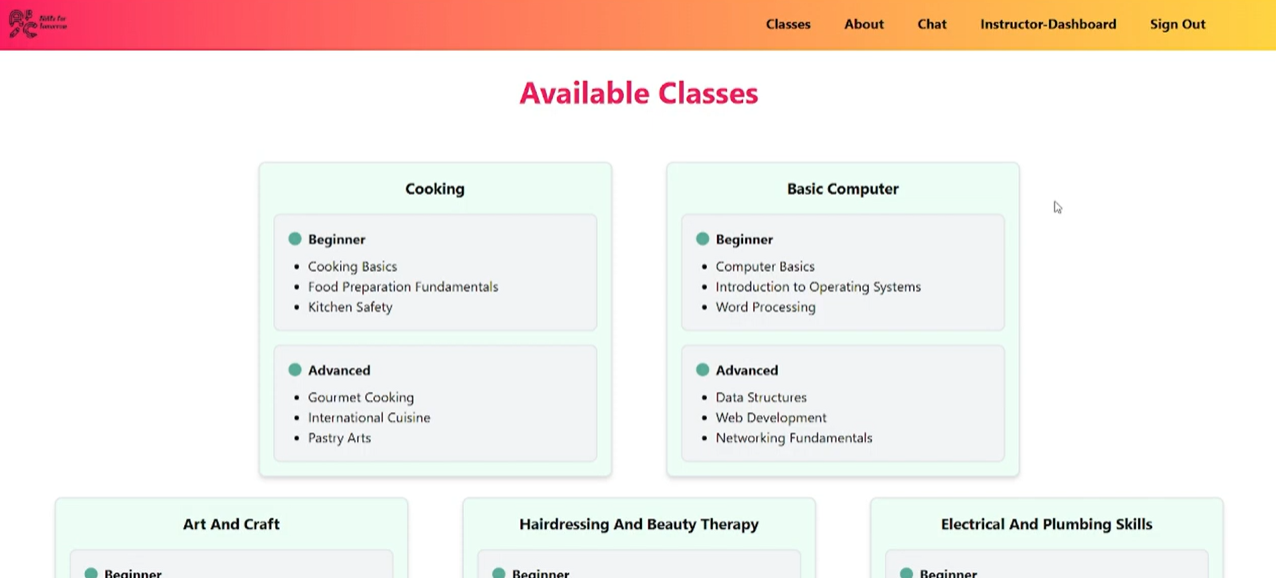 Skills For
Tomorrow
Classes About Chat Instructor-Dashboard Sign Out
Available Classes
Cooking
Beginner
Cooking Basics
Food Preparation Fundamentals
Kitchen Safety
Advanced
Gourmet Cooking
International Cuisine
Pastry Arts
Basic Computer
Beginner
Computer Basics
Introduction to Operating Systems
Word Processing
Advanced
Data Structures
Web Development
Networking Fundamentals
Art And Craft
Beginner
Hairdressing And Beauty Therapy
Beginner
Electrical And Plumbing Skills
Beginner